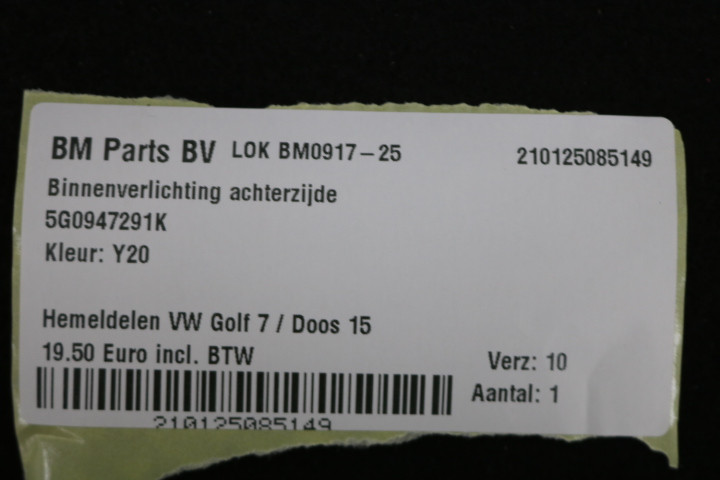 BM Parts BV LOK BM0917-25 210125085149
Binnenverlichting achterzijde
5G0947291K
Kleur: Y20
Hemeldelen VW Golf 7 / Doos 15
19.50 Euro incl. BTW
Verz: 10
Aantal: 1
210125085149